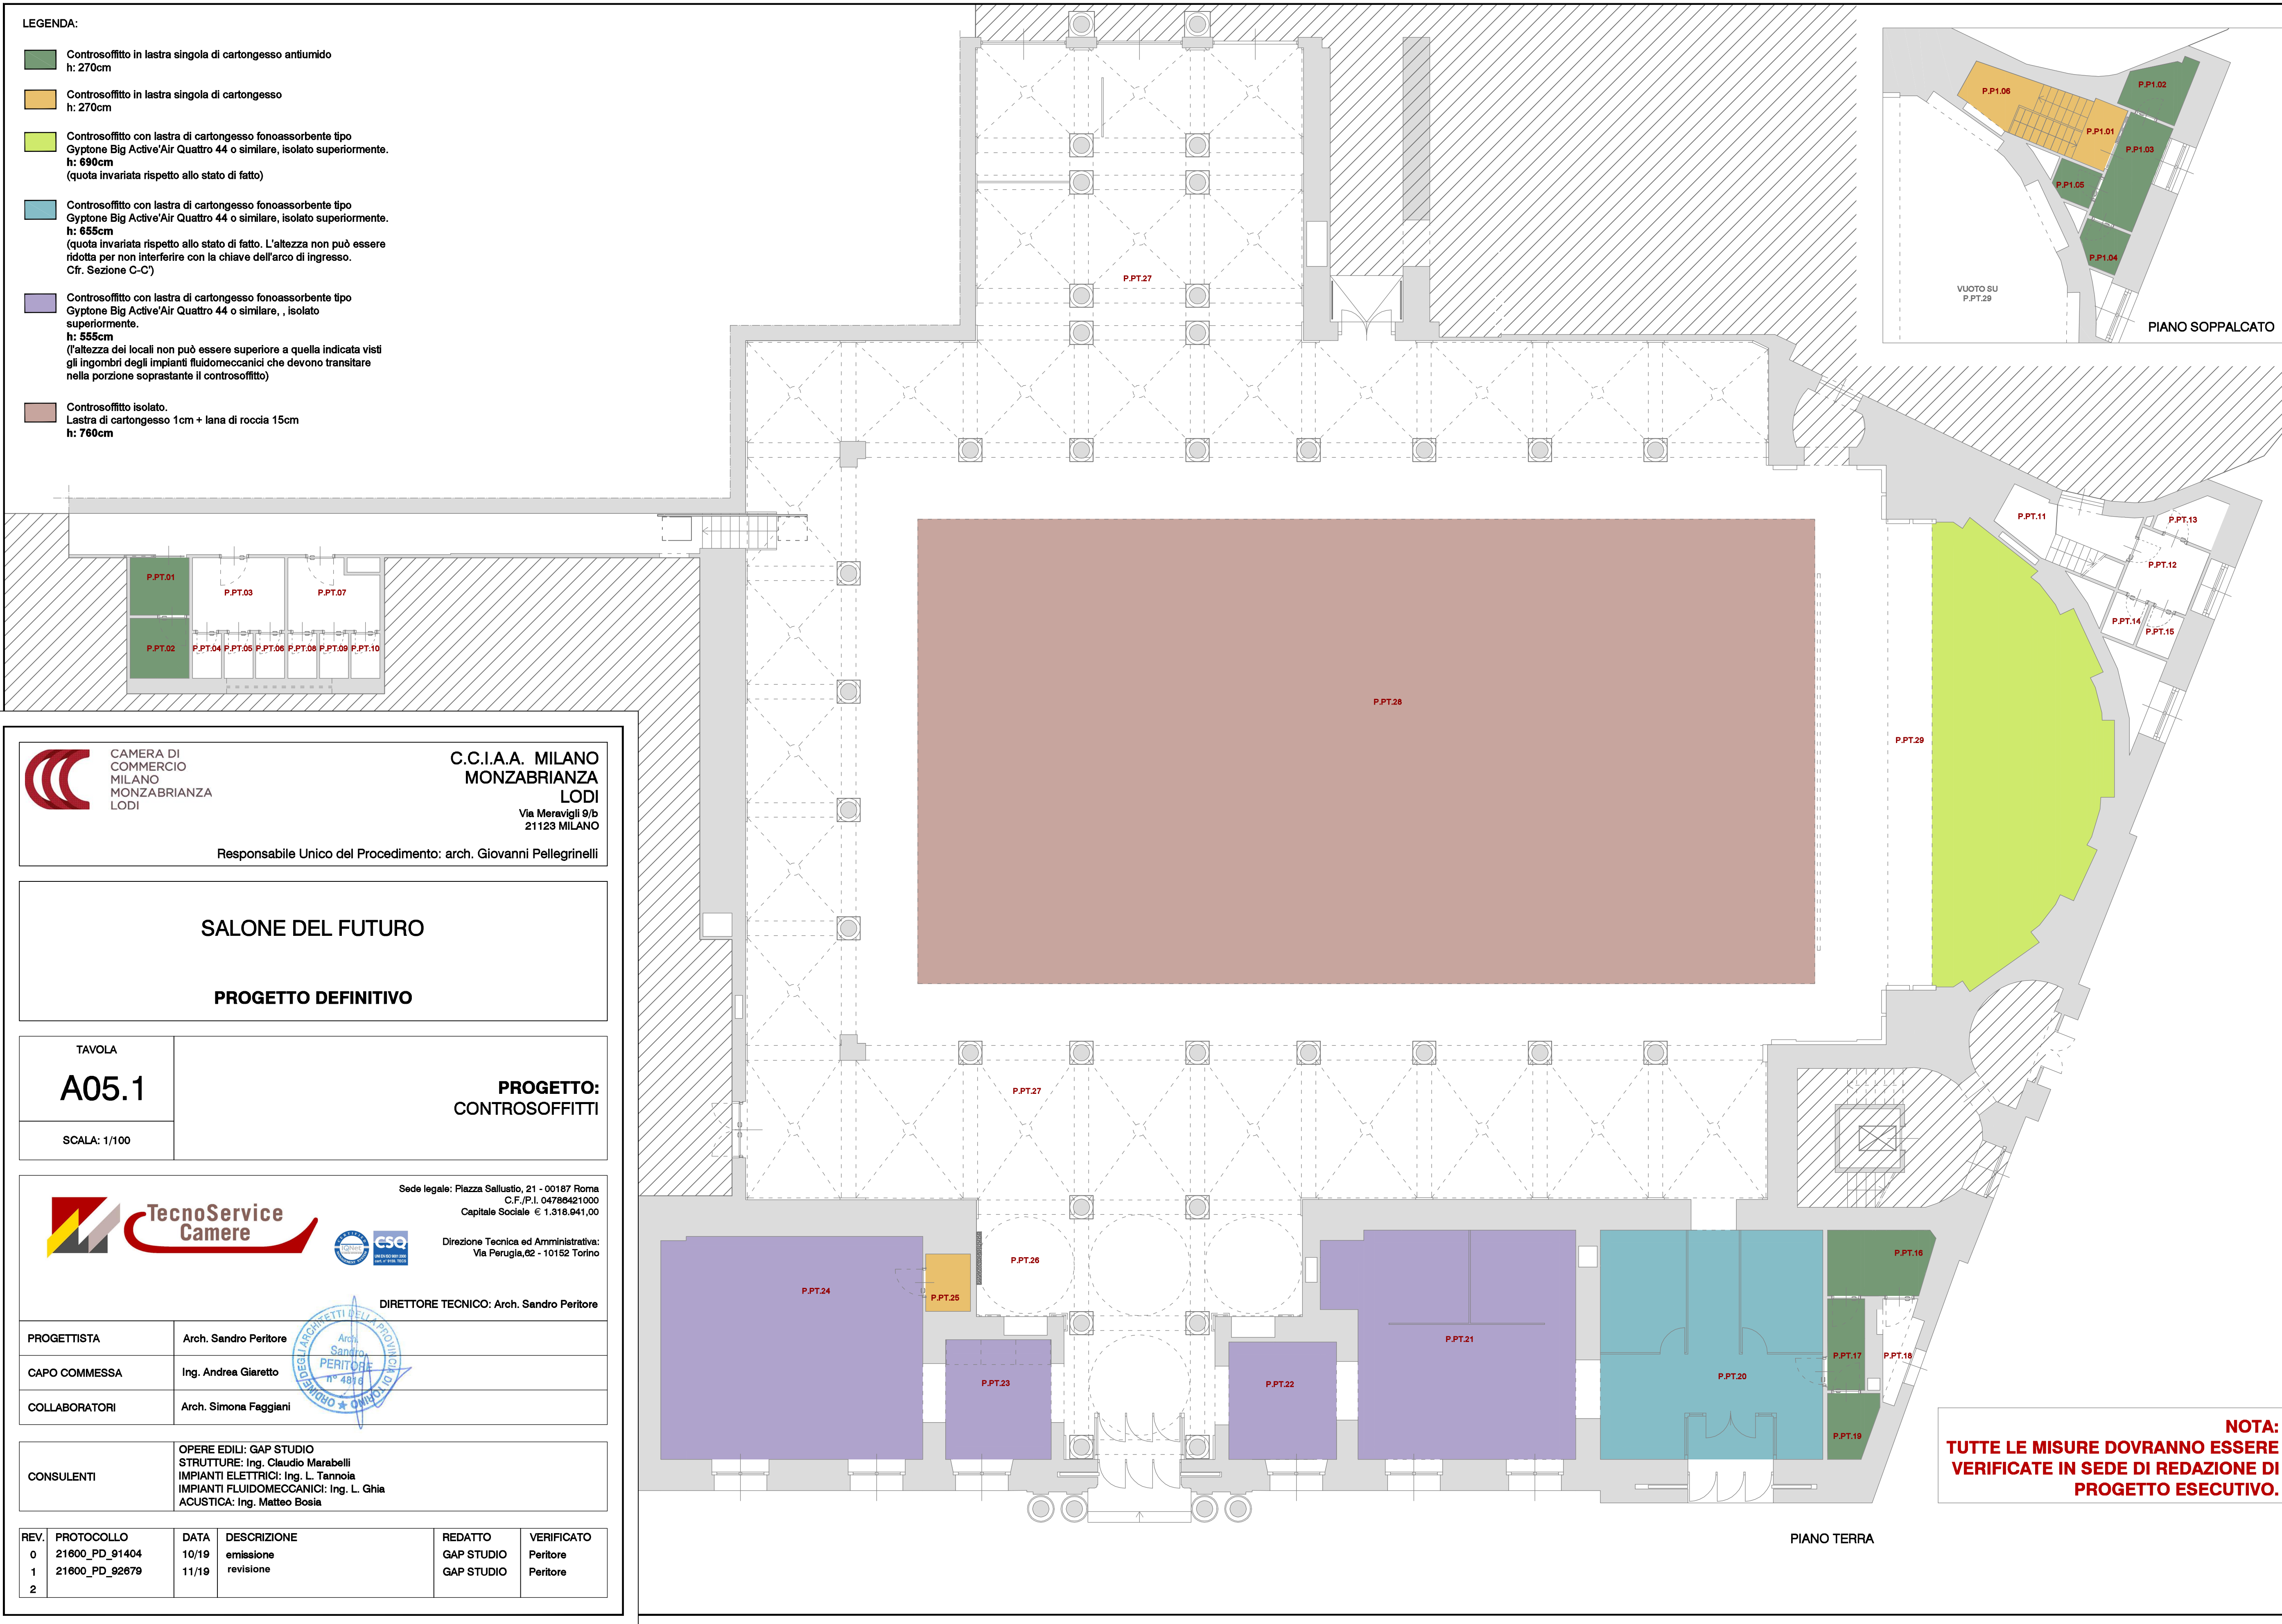 LEGENDA:
Controsoffitto in lastra singola di cartongesso antiumido
h: 270cm
Controsoffitto in lastra singola di cartongesso
h: 270cm
Controsoffitto con lastra di cartongesso fonoassorbente tipo
Gyptone Big Active'Air Quattro 44 o similare, isolato superiormente.
h: 690cm
(quota invariata rispetto allo stato di fatto)
Controsoffitto con lastra di cartongesso fonoassorbente tipo
Gyptone Big Active'Air Quattro 44 o similare, isolato superiormente.
h: 655cm
(quota invariata rispetto allo stato di fatto. L'altezza non può essere
ridotta per non interferire con la chiave dell'arco di ingresso.
Cfr. Sezione C-C')
Controsoffitto con lastra di cartongesso fonoassorbente tipo
Gyptone Big Active'Air Quattro 44 o similare, , isolato
superiormente.
h: 555cm
(l'altezza dei locali non può essere superiore a quella indicata visti
gli ingombri degli impianti fluidomeccanici che devono transitare
nella porzione soprastante il controsoffitto)
Controsoffitto isolato.
Lastra di cartongesso 1cm + lana di roccia 15cm
h: 760cm
P.P1.06
P.P1.02
P.P1.01
P.P1.03
P.P1.05
P.P1.04
VUOTO SU
P.PT.29
PIANO SOPPALCATO
P.PT.27
P.PT.11
P.PT.13
P.PT.12
P.PT.14
P.PT.15
P.PT.01
P.PT.03
P.PT.07
P.PT.02
P.PT.04
P.PT.05
P.PT.06
P.PT.08
P.PT.09
P.PT.10
P.PT.28
P.PT.29
P.PT.27
P.PT.26
P.PT.24
P.PT.25
P.PT.23
P.PT.22
P.PT.21
P.PT.20
P.PT.16
P.PT.17
P.PT.18
P.PT.19
PIANO TERRA
NOTA:
TUTTE LE MISURE DOVRANNO ESSERE
VERIFICATE IN SEDE DI REDAZIONE DI
PROGETTO ESECUTIVO.
CAMERA DI
COMMERCIO
MILANO
MONZABRIANZA
LODI
C.C.I.A.A. MILANO
MONZABRIANZA
LODI
Via Meravigli 9/b
21123 MILANO
Responsabile Unico del Procedimento: arch. Giovanni Pellegrinelli
SALONE DEL FUTURO
PROGETTO DEFINITIVO
TAVOLA
A05.1
SCALA: 1/100
PROGETTO:
CONTROSOFFITTI
TecnoService
Camere
CSQ
Sede legale: Piazza Sallustio, 21 - 00187 Roma
C.F./P.I. 04786421000
Capitale Sociale € 1.318.941,00
Direzione Tecnica ed Amministrativa:
Via Perugia,62 - 10152 Torino
DIRETTORE TECNICO: Arch. Sandro Peritore
PROGETTISTA Arch. Sandro Peritore
CAPO COMMESSA Ing. Andrea Giaretto
COLLABORATORI Arch. Simona Faggiani
ORDINE DEGLI ARCHITETTI DELLA PROVINCIA DI TORINO
Arch.
Sandro
PERITORE
n° 4816
CONSULENTI
OPERE EDILI: GAP STUDIO
STRUTTURE: Ing. Claudio Marabelli
IMPIANTI ELETTRICI: Ing. L. Tannoia
IMPIANTI FLUIDOMECCANICI: Ing. L. Ghia
ACUSTICA: Ing. Matteo Bosia
REV. PROTOCOLLO DATA DESCRIZIONE REDATTO VERIFICATO
0 21600_PD_91404 10/19 emissione GAP STUDIO Peritore
1 21600_PD_92679 11/19 revisione GAP STUDIO Peritore
2